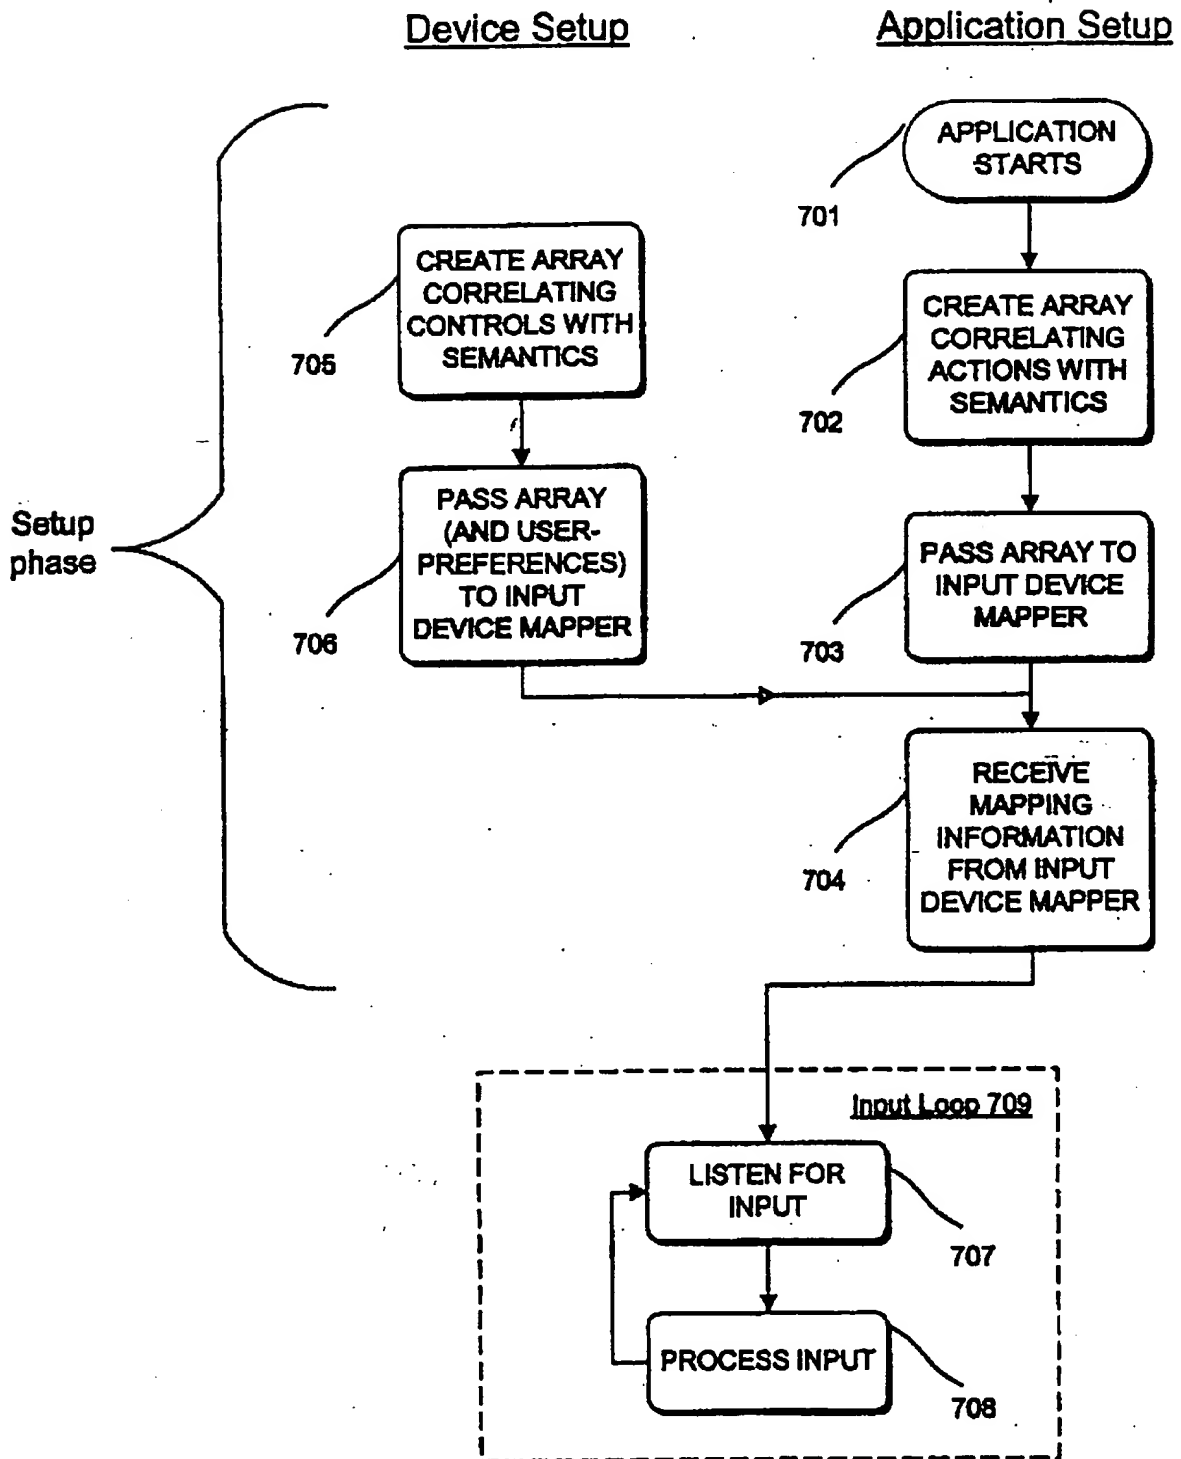 Device Setup
Application Setup
APPLICATION
STARTS
701
CREATE ARRAY
CORRELATING
CONTROLS WITH
SEMANTICS
705
CREATE ARRAY
CORRELATING
ACTIONS WITH
SEMANTICS
702
Setup
phase
PASS ARRAY
(AND USER-
PREFERENCES)
TO INPUT
DEVICE MAPPER
706
PASS ARRAY TO
INPUT DEVICE
MAPPER
703
RECEIVE
MAPPING
INFORMATION
FROM INPUT
DEVICE MAPPER
704
Input Loop 709
LISTEN FOR
INPUT
707
PROCESS INPUT
708